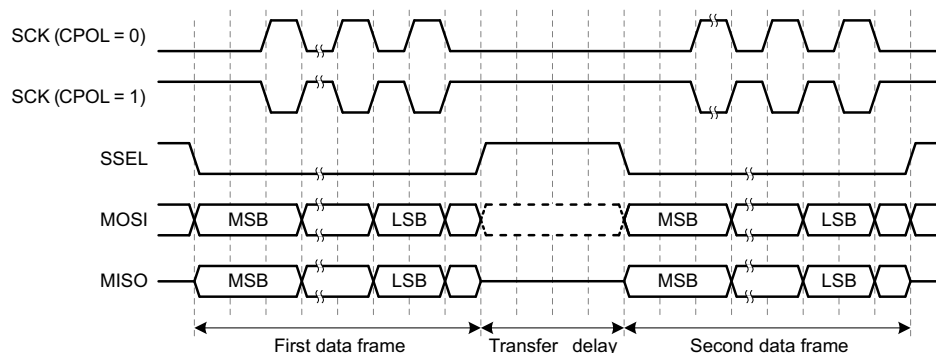 SCK (CPOL = 0)
SCK (CPOL = 1)
SSEL
MOSI MSB LSB MSB LSB
MISO MSB LSB MSB LSB
First data frame Transfer delay Second data frame